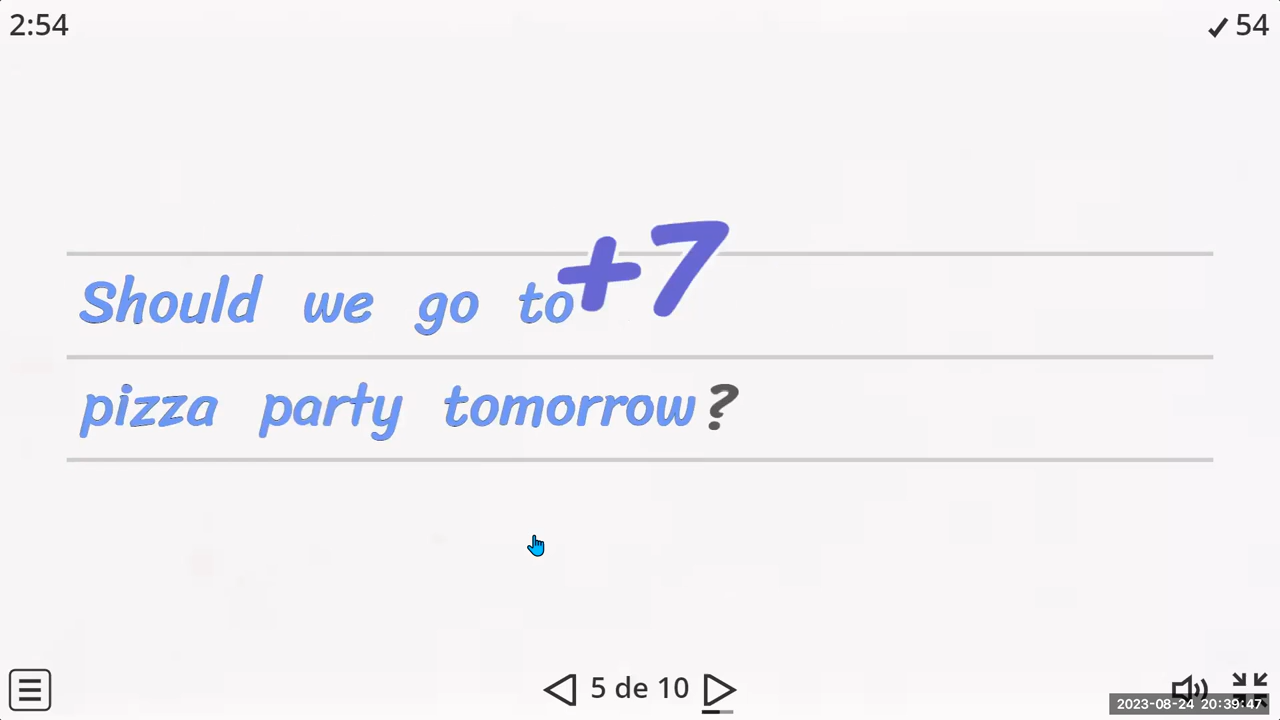 2:54
✓ 54
+7
Should we go to
pizza party tomorrow?
5 de 10
2023-08-24 20:39:47